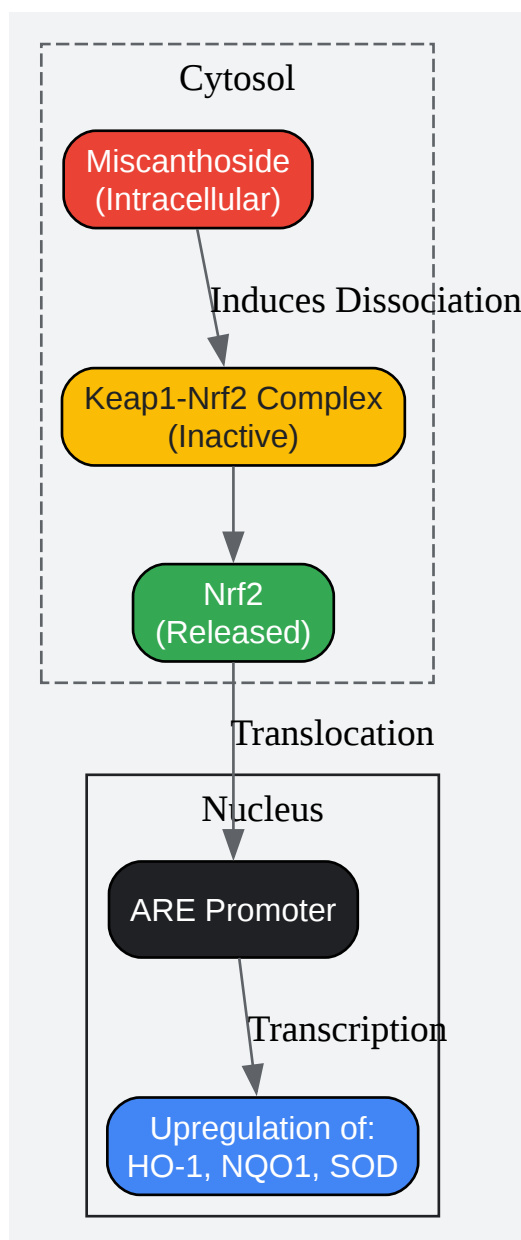 Cytosol
Miscanthoside
(Intracellular)
Induces Dissociation
Keap1-Nrf2 Complex
(Inactive)
Nrf2
(Released)
Translocation
Nucleus
ARE Promoter
Transcription
Upregulation of:
HO-1, NQO1, SOD